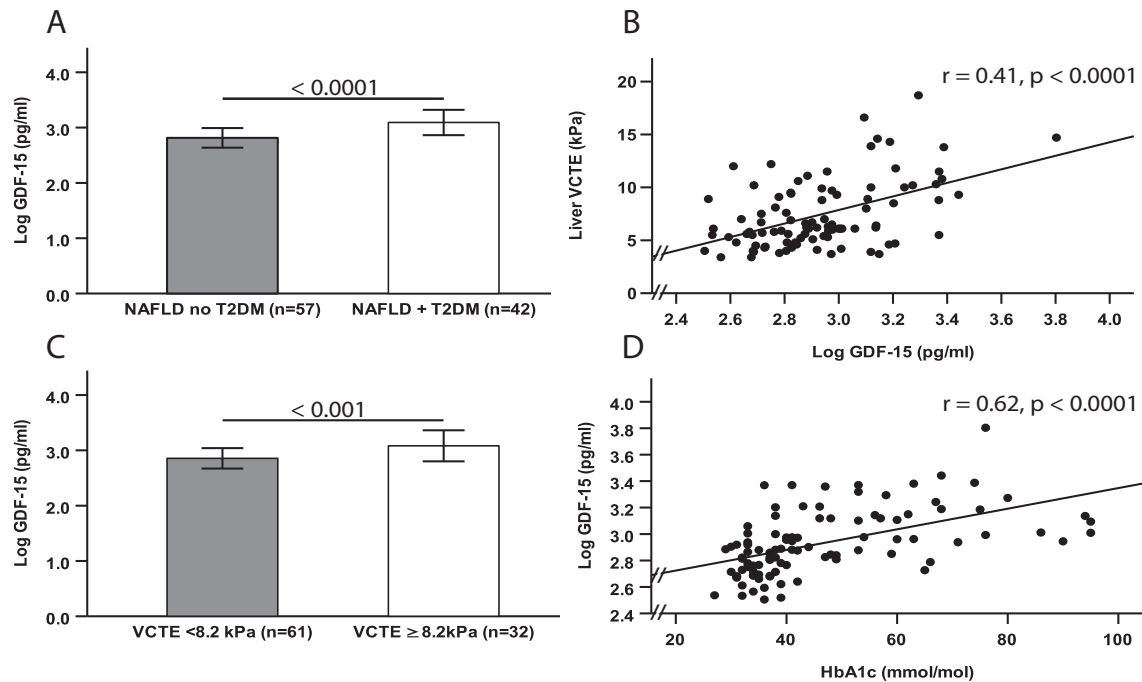 A
Log GDF-15 (pg/ml)
4.0
3.0
2.0
1.0
0.0
< 0.0001
NAFLD no T2DM (n=57)
NAFLD + T2DM (n=42)
B
Liver VCTE (kPa)
20
15
10
5
0
r = 0.41, p < 0.0001
2.4 2.6 2.8 3.0 3.2 3.4 3.6 3.8 4.0
Log GDF-15 (pg/ml)
C
Log GDF-15 (pg/ml)
4.0
3.0
2.0
1.0
0.0
< 0.001
VCTE <8.2 kPa (n=61)
VCTE ≥ 8.2kPa (n=32)
D
Log GDF-15 (pg/ml)
4.0
3.8
3.6
3.4
3.2
3.0
2.8
2.6
2.4
r = 0.62, p < 0.0001
20 40 60 80 100
HbA1c (mmol/mol)